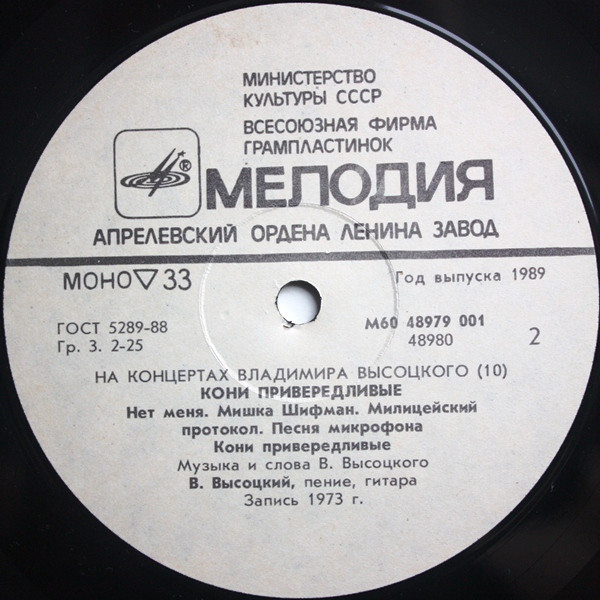 МИНИСТЕРСТВО
КУЛЬТУРЫ СССР
ВСЕСОЮЗНАЯ ФИРМА
ГРАМПЛАСТИНОК
®
МЕЛОДИЯ
АПРЕЛЕВСКИЙ ОРДЕНА ЛЕНИНА ЗАВОД
МОНО ▽ 33
Год выпуска 1989
ГОСТ 5289-88
Гр. 3. 2-25
М60 48979 001
48980
2
НА КОНЦЕРТАХ ВЛАДИМИРА ВЫСОЦКОГО (10)
КОНИ ПРИВЕРЕДЛИВЫЕ
Нет меня. Мишка Шифман. Милицейский
протокол. Песня микрофона
Кони привередливые
Музыка и слова В. Высоцкого
В. Высоцкий, пение, гитара
Запись 1973 г.